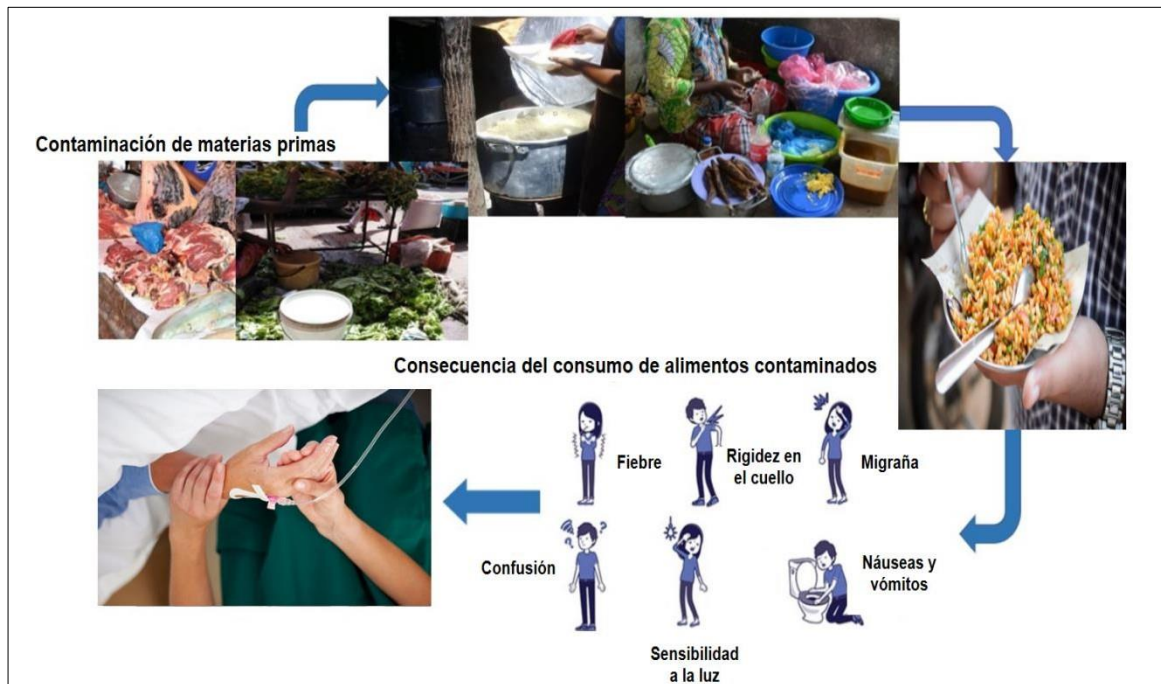 Contaminación de materias primas
Consecuencia del consumo de alimentos contaminados
Fiebre
Rigidez en
el cuello
Migraña
Confusión
Sensibilidad
a la luz
Náuseas y
vómitos